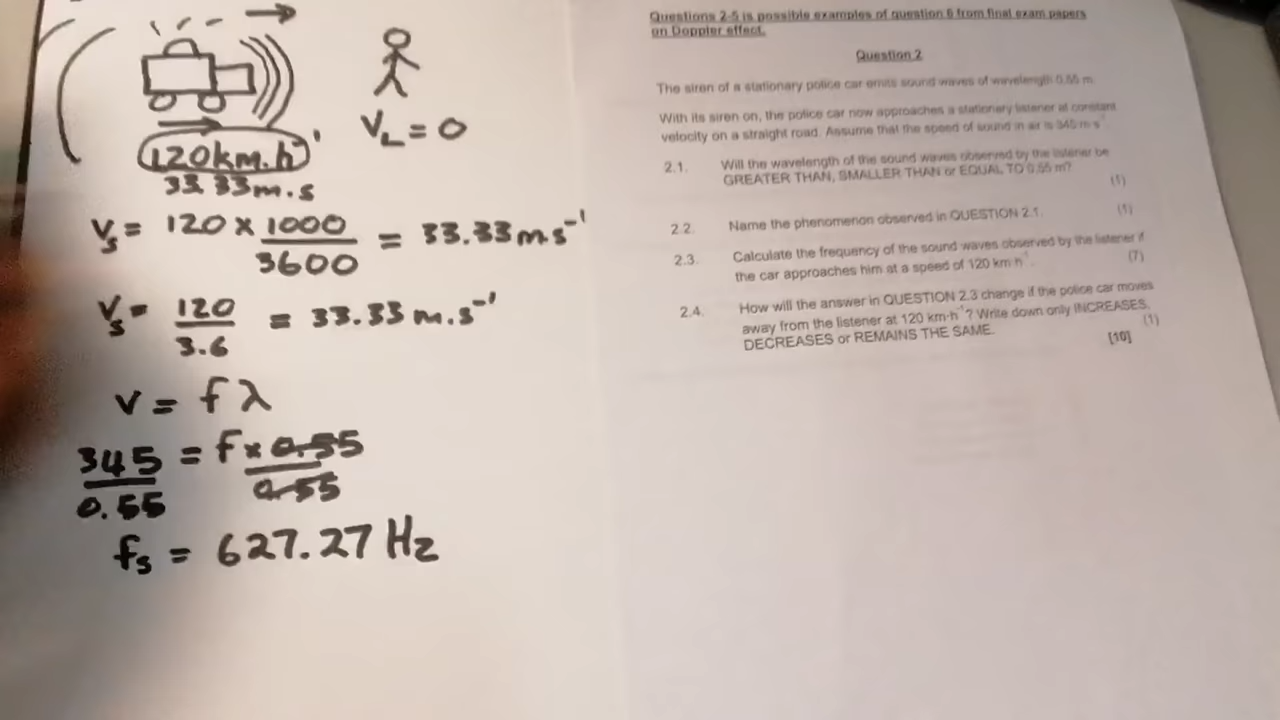 120km.h⁻¹
33.33m.s
V_L = 0
V_s = 120 × 1000/3600 = 33.33m.s⁻¹
V_s = 120/3.6 = 33.33m.s⁻¹
v = fλ
345/0.55 = f × 0.55/0.55
f_s = 627.27 Hz
Questions 2-5 is possible examples of question 6 from final exam papers
on Doppler effect.
Question 2
The siren of a stationary police car emits sound waves of wavelength 0,55 m.
With its siren on, the police car now approaches a stationary listener at constant
velocity on a straight road. Assume that the speed of sound in air is 345 m·s⁻¹
2.1. Will the wavelength of the sound waves observed by the listener be
GREATER THAN, SMALLER THAN or EQUAL TO 0,55 m? (1)
2.2. Name the phenomenon observed in QUESTION 2.1. (1)
2.3. Calculate the frequency of the sound waves observed by the listener if
the car approaches him at a speed of 120 km·h⁻¹. (7)
2.4. How will the answer in QUESTION 2.3 change if the police car moves
away from the listener at 120 km·h⁻¹? Write down only INCREASES,
DECREASES or REMAINS THE SAME. (1)
[10]